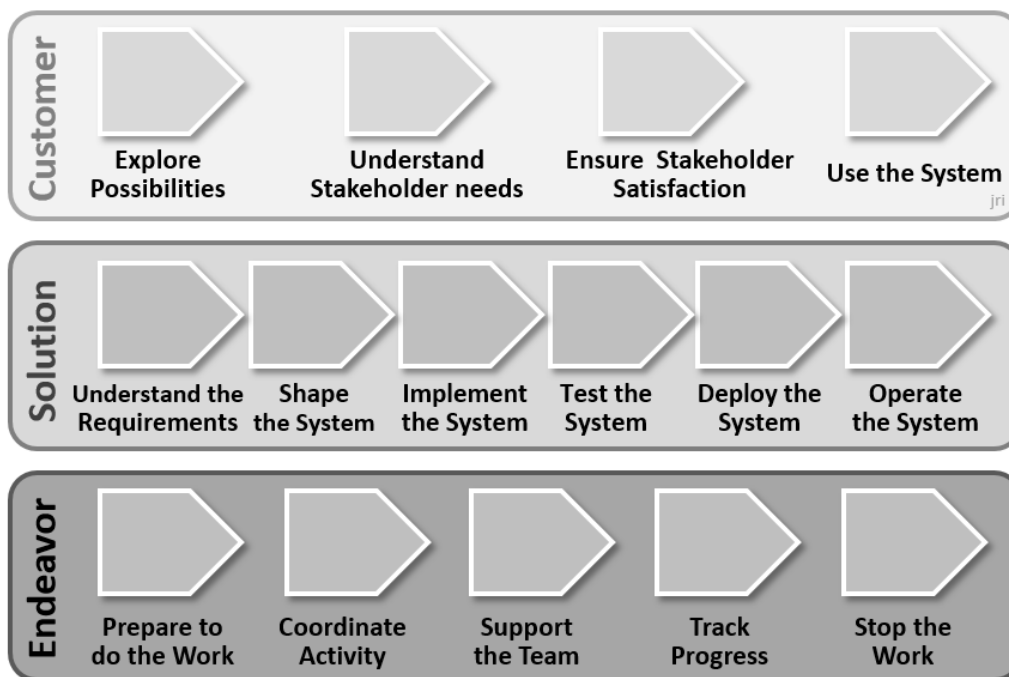 Customer
Explore
Possibilities
Understand
Stakeholder needs
Ensure Stakeholder
Satisfaction
Use the System
jri
Solution
Understand the
Requirements
Shape
the System
Implement
the System
Test the
System
Deploy the
System
Operate
the System
Endeavor
Prepare to
do the Work
Coordinate
Activity
Support
the Team
Track
Progress
Stop the
Work